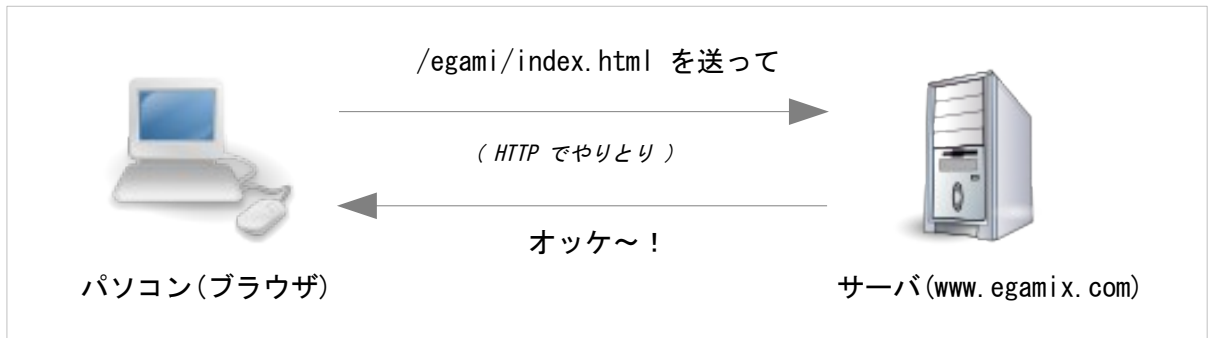 /egami/index.html を送って
( HTTP でやりとり )
オッケ～！
パソコン(ブラウザ)
サーバ(www.egamix.com)